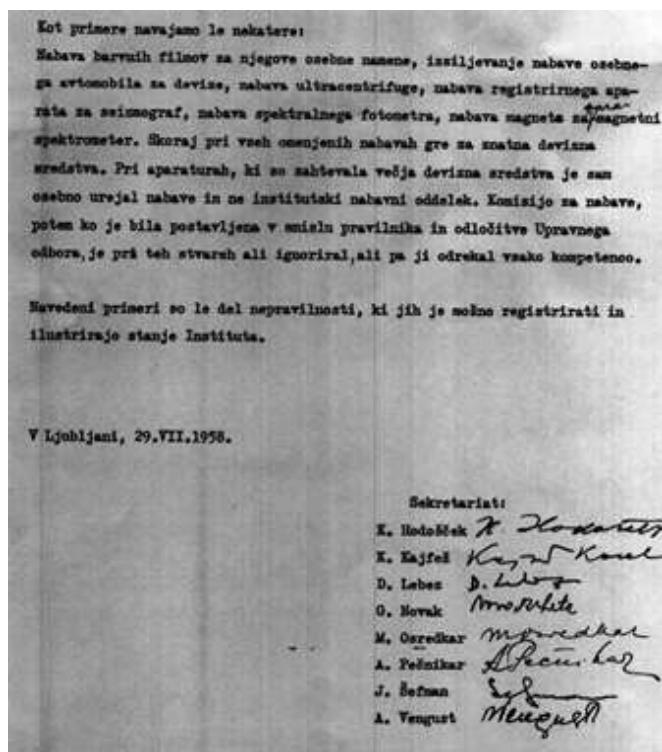 Kot primere navajamo le nekatere:
Nabava barvnih filmov za njegove osebne namene, izsiljevanje nabave osebne-
ga avtomobila za devize, nabava ultracentrifuge, nabava registrirnega apa-
rata za seizmograf, nabava spektralnega fotometra, nabava magneta za magnetni
spektrometer. Skoraj pri vseh omenjenih nabavah gre za znatna devizna
sredstva. Pri aparaturah, ki so zahtevala večja devizna sredstva je sam
osebno urejal nabave in ne institutski nabavni oddelek. Komisijo za nabave,
potem ko je bila postavljena v smislu pravilnika in odločitve Upravnega
odbora, je pri teh stvareh ali ignoriral, ali pa ji odrekal vsako kompetenco.
Navedeni primeri so le del nepravilnosti, ki jih je možno registrirati in
ilustrirajo stanje Instituta.
V Ljubljani, 29.VII.1958.
Sekretariat:
K. Hodošček
K. Kajfež
D. Lebez D. Lebez
O. Novak
M. Osredkar M Osredkar
A. Pečnikar A Pečnikar
J. Šefman
A. Vengust Vengust